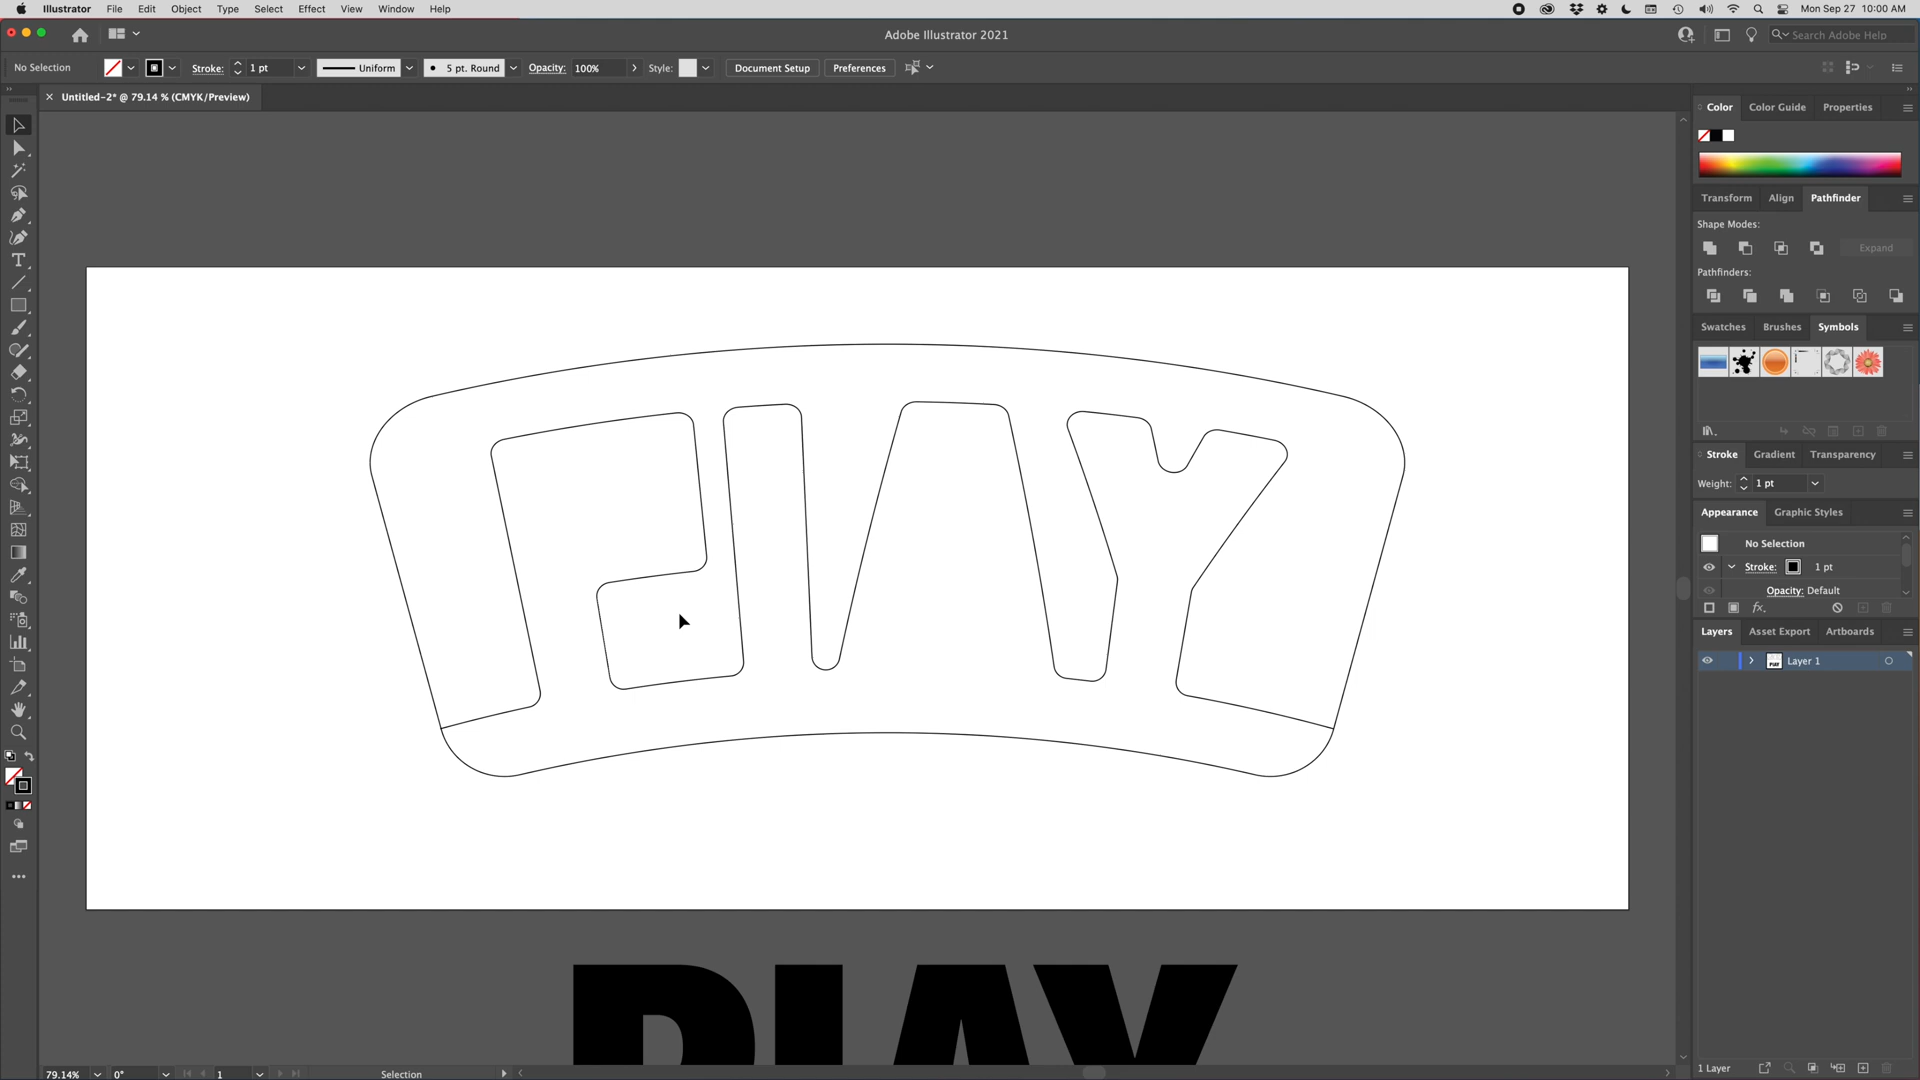 Illustrator File Edit Object Type Select Effect View Window Help Mon Sep 27 10:00 AM
Adobe Illustrator 2021 Search Adobe Help
No Selection Stroke: 1 pt Uniform 5 pt. Round Opacity: 100% Style: Document Setup Preferences
× Untitled-2* @ 79.14 % (CMYK/Preview)
Color Color Guide Properties
Transform Align Pathfinder
Shape Modes:
Expand
Pathfinders:
Swatches Brushes Symbols
Stroke Gradient Transparency
Weight: 1 pt
Appearance Graphic Styles
No Selection
Stroke: 1 pt
Opacity: Default
fx
Layers Asset Export Artboards
Layer 1
PLAY
PLAY
79.14% 0° 1 Selection
1 Layer